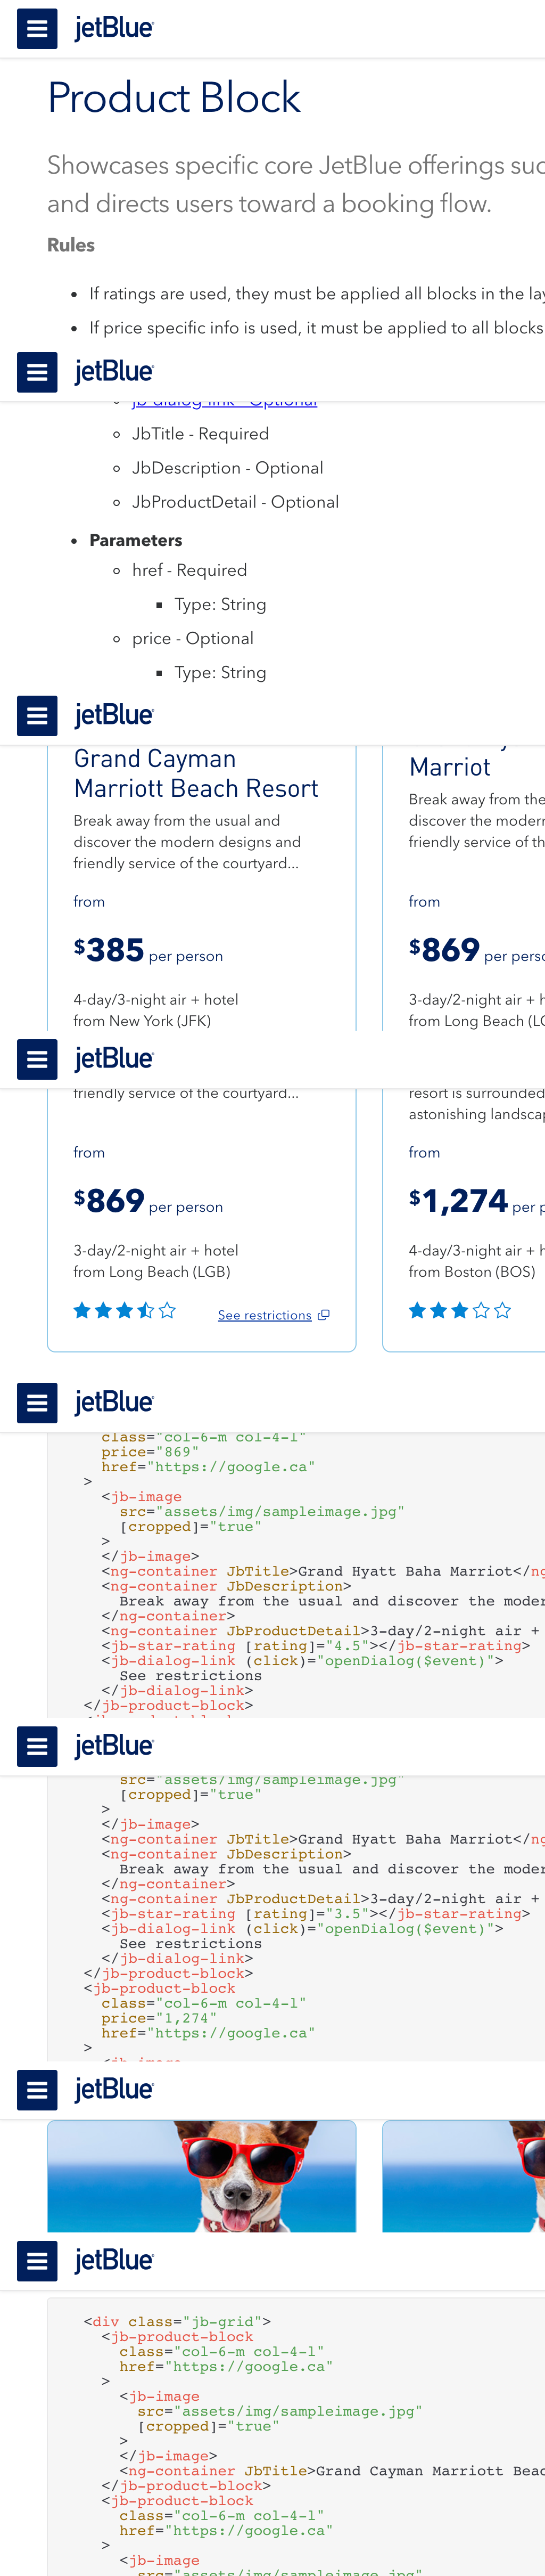 jetBlue
Product Block
Showcases specific core JetBlue offerings suc
and directs users toward a booking flow.
Rules
If ratings are used, they must be applied all blocks in the lay
If price specific info is used, it must be applied to all blocks
jetBlue
jb-dialog-link - Optional
JbTitle - Required
JbDescription - Optional
JbProductDetail - Optional
Parameters
href - Required
Type: String
price - Optional
Type: String
jetBlue
Grand Cayman
Marriott Beach Resort
Marriot
Break away from the usual and
discover the modern designs and
friendly service of the courtyard...
Break away from the
discover the modern
friendly service of th
from
from
$385 per person
$869 per perso
4-day/3-night air + hotel
from New York (JFK)
3-day/2-night air + h
from Long Beach (LG
jetBlue
friendly service of the courtyard...
resort is surrounded
astonishing landscap
from
from
$869 per person
$1,274 per p
3-day/2-night air + hotel
from Long Beach (LGB)
4-day/3-night air + h
from Boston (BOS)
See restrictions
jetBlue
class="col-6-m col-4-l"
price="869"
href="https://google.ca"
>
<jb-image
src="assets/img/sampleimage.jpg"
[cropped]="true"
>
</jb-image>
<ng-container JbTitle>Grand Hyatt Baha Marriot</ng
<ng-container JbDescription>
Break away from the usual and discover the moder
</ng-container>
<ng-container JbProductDetail>3-day/2-night air +
<jb-star-rating [rating]="4.5"></jb-star-rating>
<jb-dialog-link (click)="openDialog($event)">
See restrictions
</jb-dialog-link>
</jb-product-block>
jetBlue
src="assets/img/sampleimage.jpg"
[cropped]="true"
>
</jb-image>
<ng-container JbTitle>Grand Hyatt Baha Marriot</ng
<ng-container JbDescription>
Break away from the usual and discover the moder
</ng-container>
<ng-container JbProductDetail>3-day/2-night air +
<jb-star-rating [rating]="3.5"></jb-star-rating>
<jb-dialog-link (click)="openDialog($event)">
See restrictions
</jb-dialog-link>
</jb-product-block>
<jb-product-block
class="col-6-m col-4-l"
price="1,274"
href="https://google.ca"
>
<jb-image
jetBlue
jetBlue
<div class="jb-grid">
<jb-product-block
class="col-6-m col-4-l"
href="https://google.ca"
>
<jb-image
src="assets/img/sampleimage.jpg"
[cropped]="true"
>
</jb-image>
<ng-container JbTitle>Grand Cayman Marriott Beac
</jb-product-block>
<jb-product-block
class="col-6-m col-4-l"
href="https://google.ca"
>
<jb-image
src="assets/img/sampleimage.jpg"